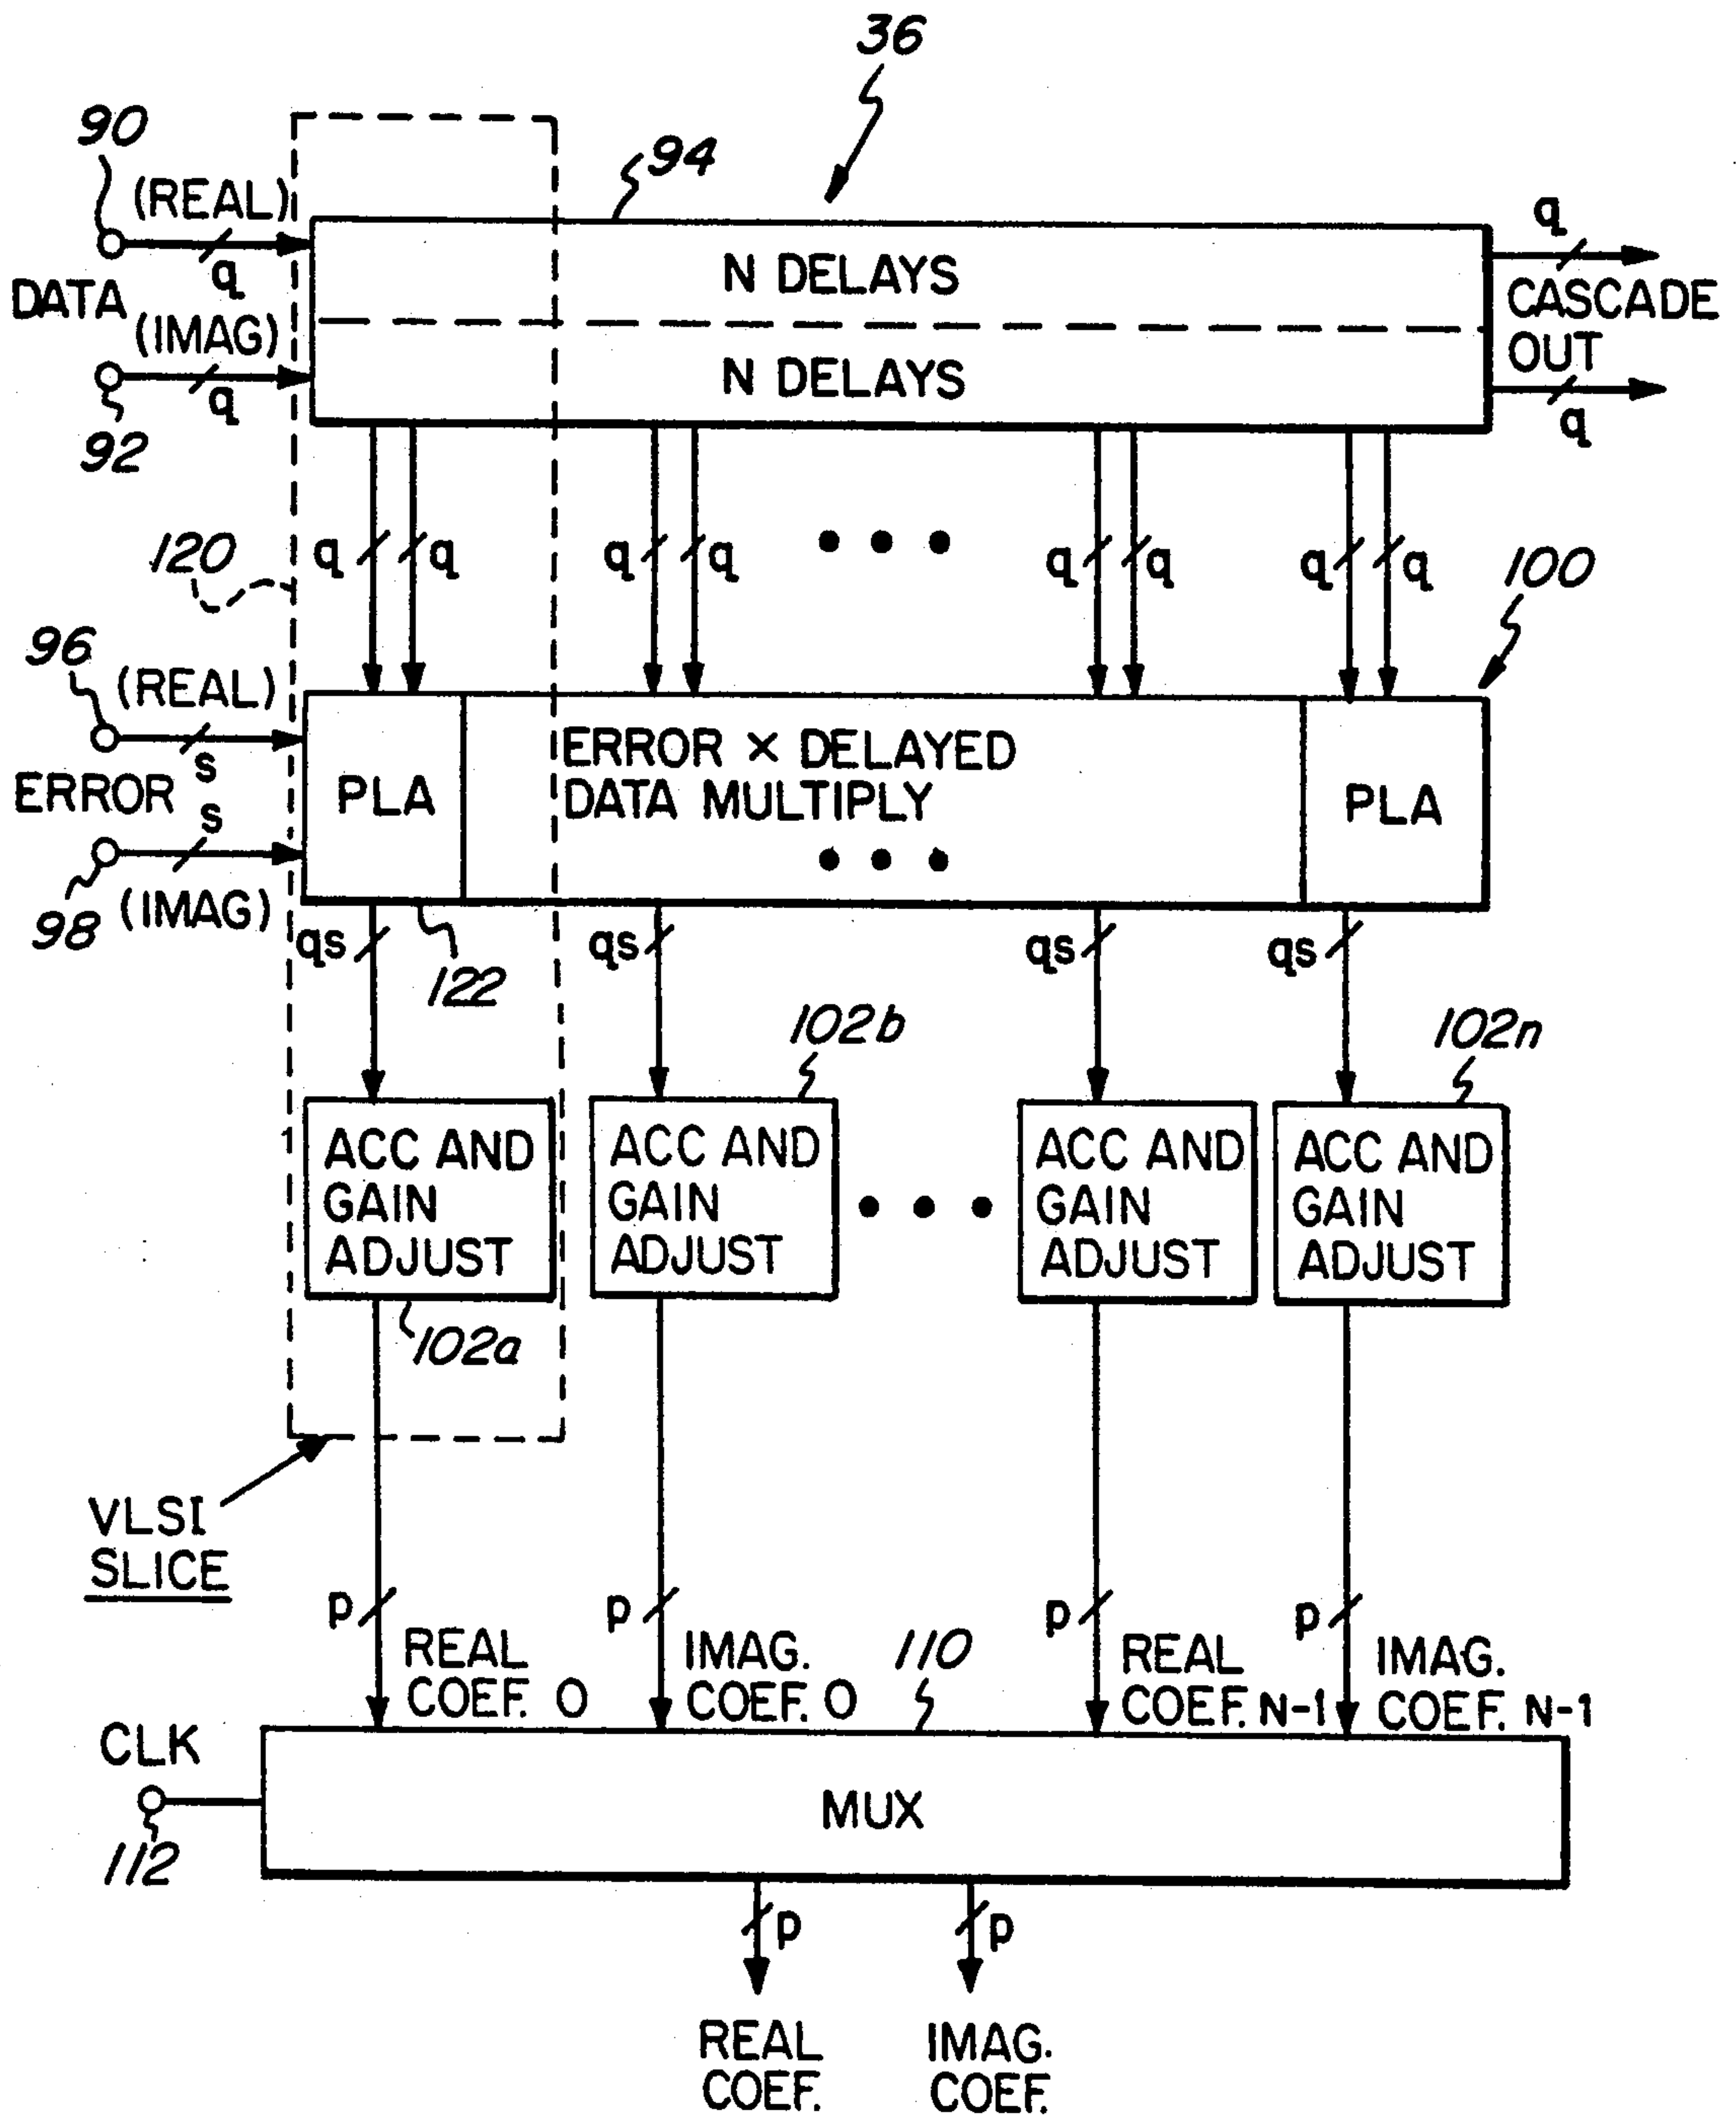 36
90
94
(REAL)
q
q
N DELAYS
DATA
CASCADE
OUT
(IMAG)
N DELAYS
q
q
92
120
q
q
q
q
q
q
q
q
100
96
(REAL)
s
ERROR × DELAYED
DATA MULTIPLY
PLA
PLA
ERROR
s
98
(IMAG)
qs
qs
qs
qs
122
102b
102n
ACC AND
GAIN
ADJUST
ACC AND
GAIN
ADJUST
ACC AND
GAIN
ADJUST
ACC AND
GAIN
ADJUST
102a
VLSI
SLICE
p
p
p
p
REAL
COEF. 0
IMAG.
COEF. 0
110
REAL
COEF. N-1
IMAG.
COEF. N-1
CLK
MUX
112
p
p
REAL
COEF.
IMAG.
COEF.